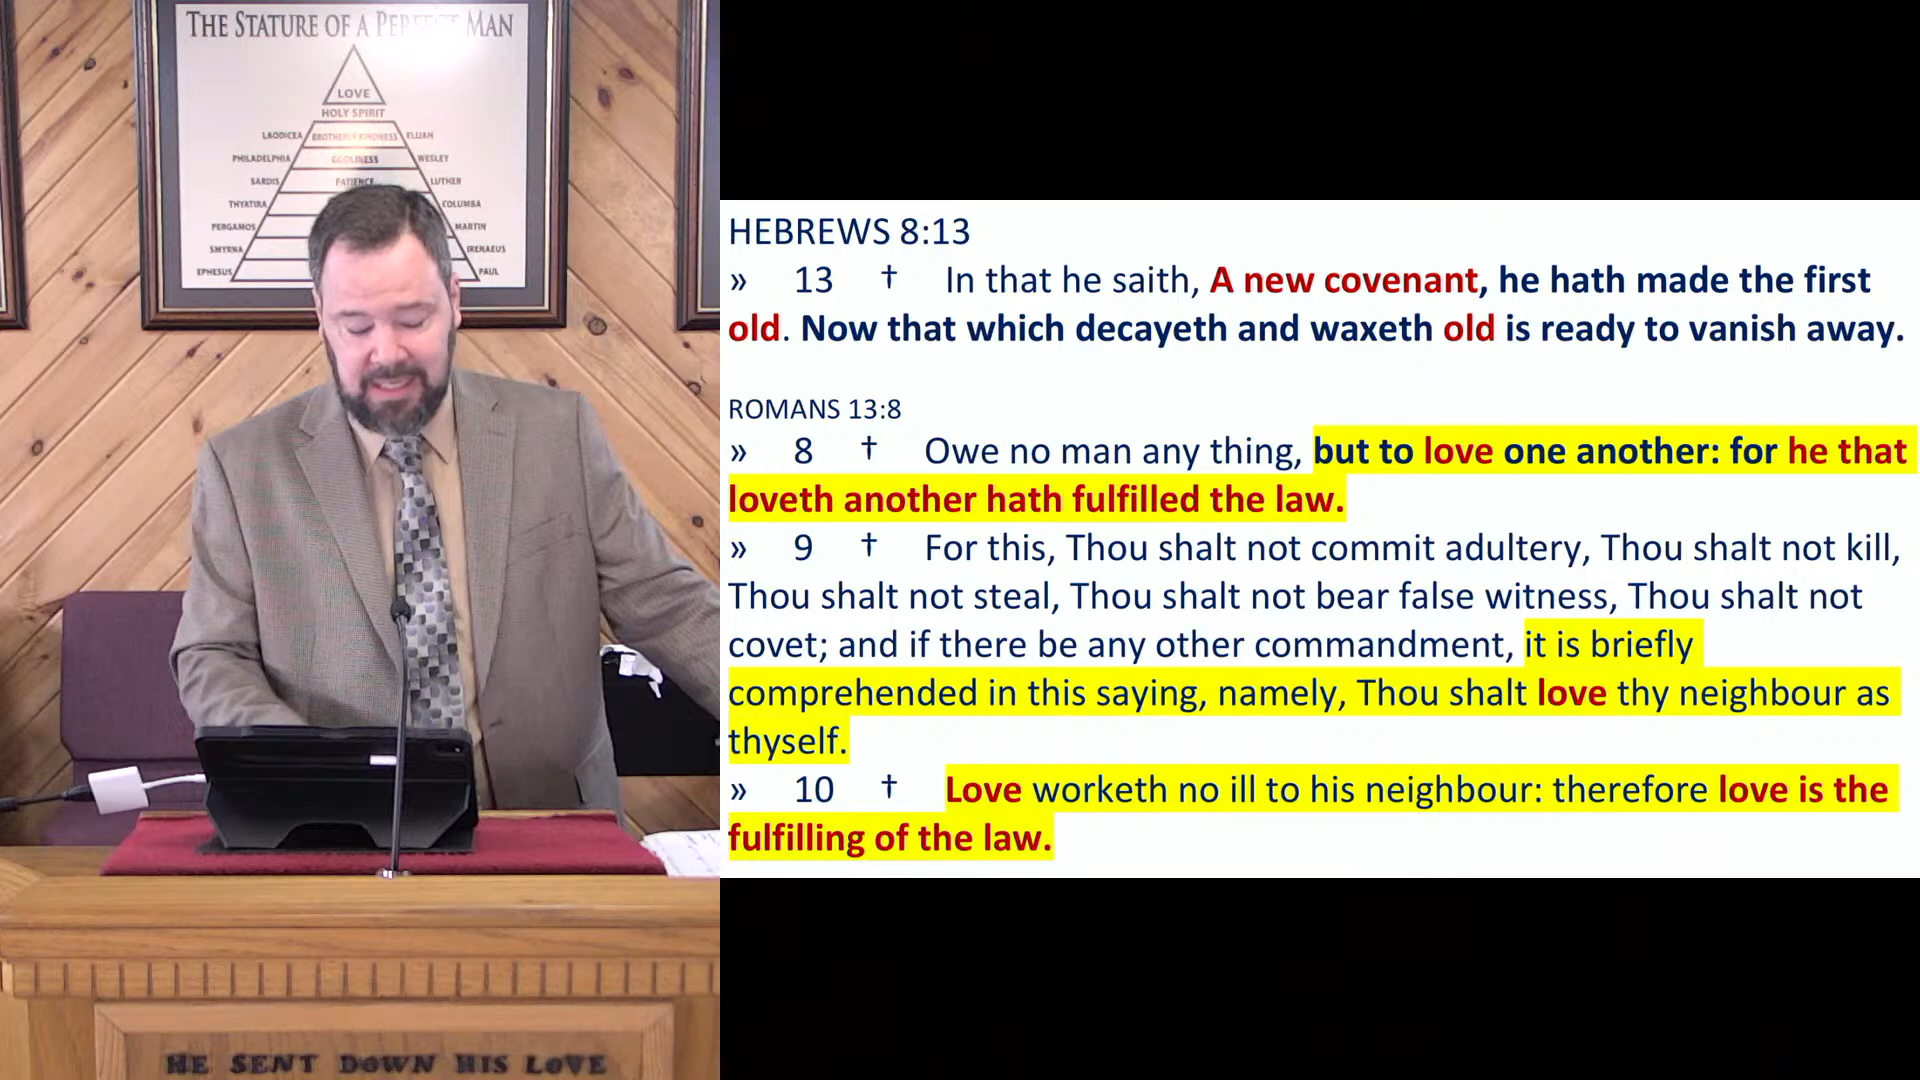 THE STATURE OF A PERFECT MAN
LOVE
HOLY SPIRIT
LAODICEA BROTHERLY KINDNESS ELIJAH
PHILADELPHIA GODLINESS WESLEY
SARDIS PATIENCE LUTHER
THYATIRA COLUMBA
PERGAMOS MARTIN
SMYRNA IRENAEUS
EPHESUS PAUL
HE SENT DOWN HIS LOVE
HEBREWS 8:13
» 13 † In that he saith, A new covenant, he hath made the first
old. Now that which decayeth and waxeth old is ready to vanish away.
ROMANS 13:8
» 8 † Owe no man any thing, but to love one another: for he that
loveth another hath fulfilled the law.
» 9 † For this, Thou shalt not commit adultery, Thou shalt not kill,
Thou shalt not steal, Thou shalt not bear false witness, Thou shalt not
covet; and if there be any other commandment, it is briefly
comprehended in this saying, namely, Thou shalt love thy neighbour as
thyself.
» 10 † Love worketh no ill to his neighbour: therefore love is the
fulfilling of the law.